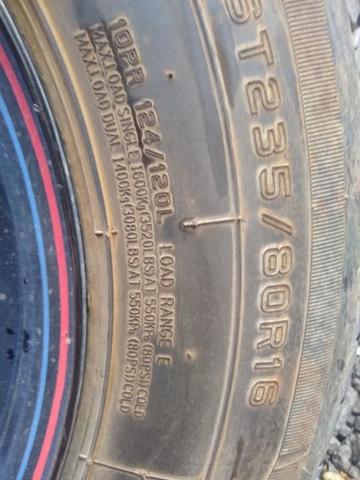 ST235/80R16
10PR 124/120L LOAD RANGE E
MAX.LOAD SINGLE 1600Kg(3520LBS)AT 550KPa (80PSI)COLD
MAX.LOAD DUAL 1400Kg(3080LBS)AT 550KPa (80PSI)COLD